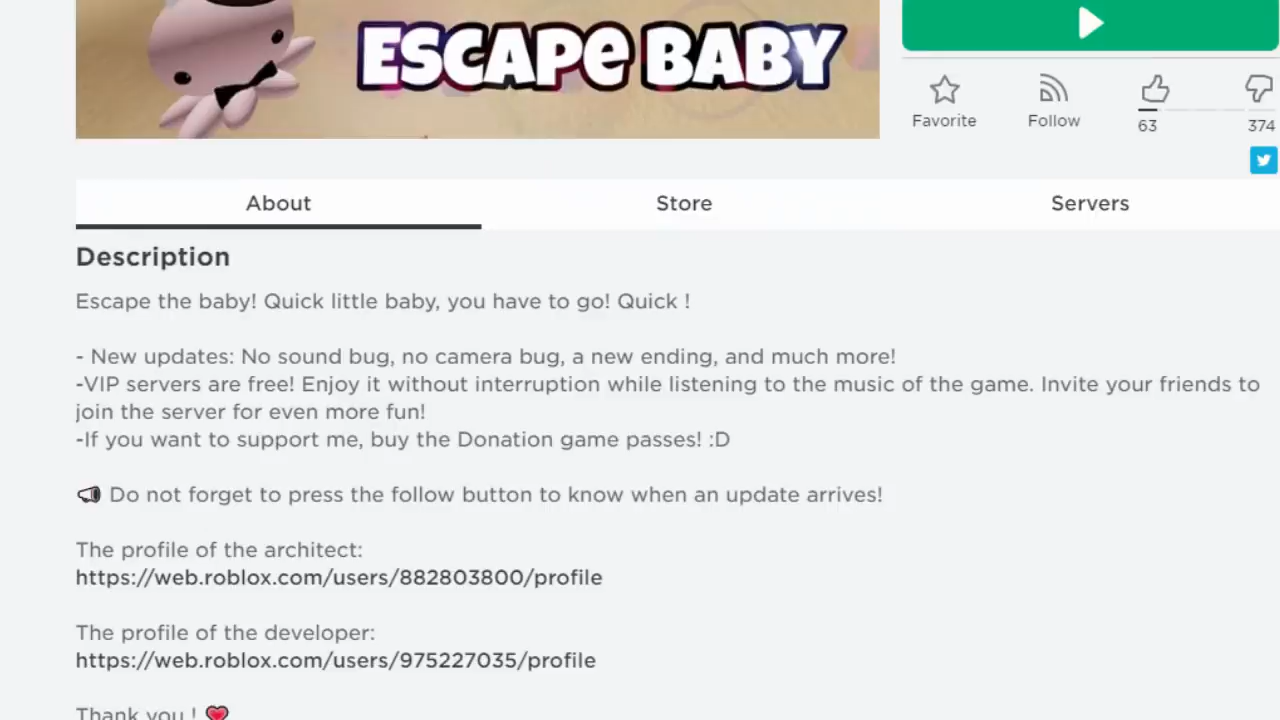 ESCAPE BABY
Favorite
Follow
63
374
About
Store
Servers
Description
Escape the baby! Quick little baby, you have to go! Quick !
- New updates: No sound bug, no camera bug, a new ending, and much more!
-VIP servers are free! Enjoy it without interruption while listening to the music of the game. Invite your friends to
join the server for even more fun!
-If you want to support me, buy the Donation game passes! :D
📢 Do not forget to press the follow button to know when an update arrives!
The profile of the architect:
https://web.roblox.com/users/882803800/profile
The profile of the developer:
https://web.roblox.com/users/975227035/profile
Thank you ! 💗